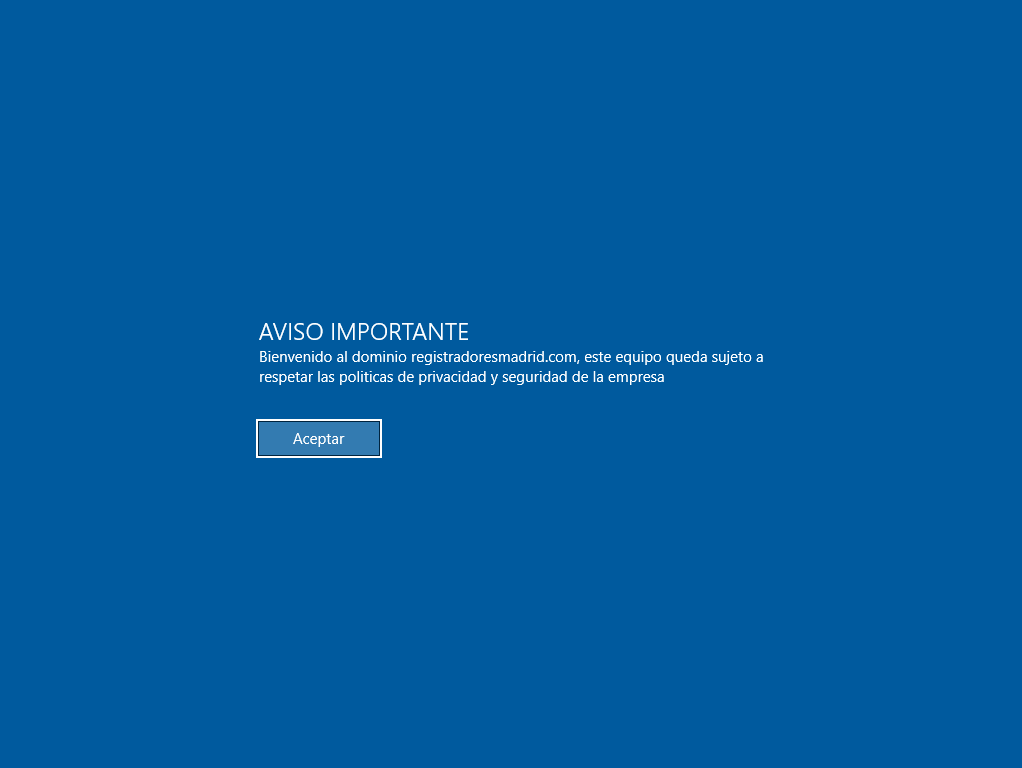 AVISO IMPORTANTE
Bienvenido al dominio registradoresmadrid.com, este equipo queda sujeto a
respetar las politicas de privacidad y seguridad de la empresa
Aceptar